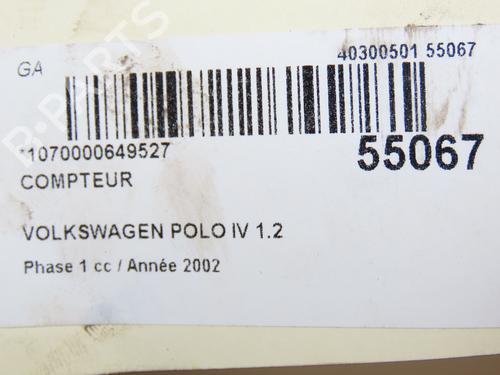 GA
40300501 55067
*1070000649527
55067
COMPTEUR
VOLKSWAGEN POLO IV 1.2
Phase 1 cc / Année 2002
B-PARTS